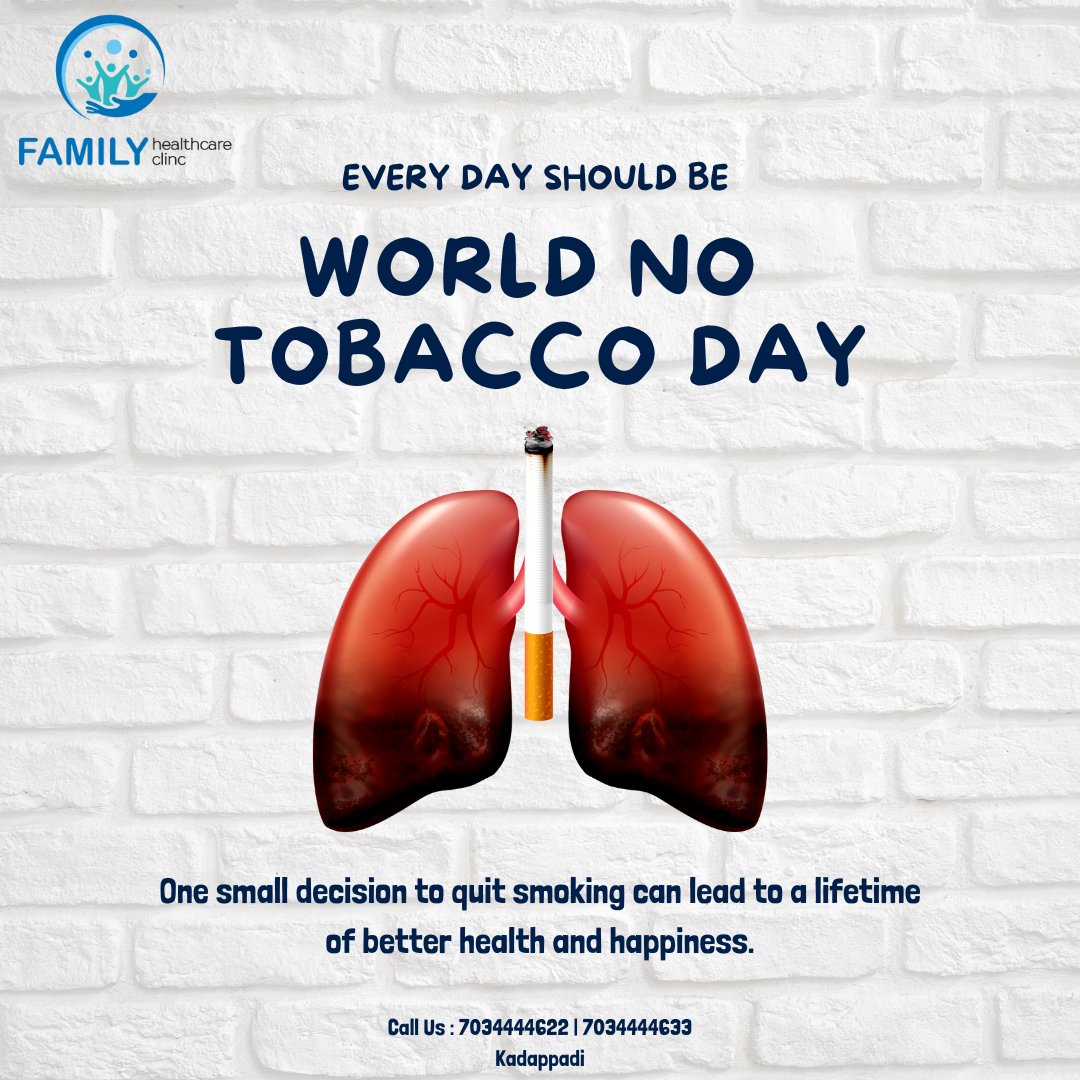 FAMILY healthcare
clinc
EVERY DAY SHOULD BE
WORLD NO
TOBACCO DAY
One small decision to quit smoking can lead to a lifetime
of better health and happiness.
Call Us : 7034444622 | 7034444633
Kadappadi